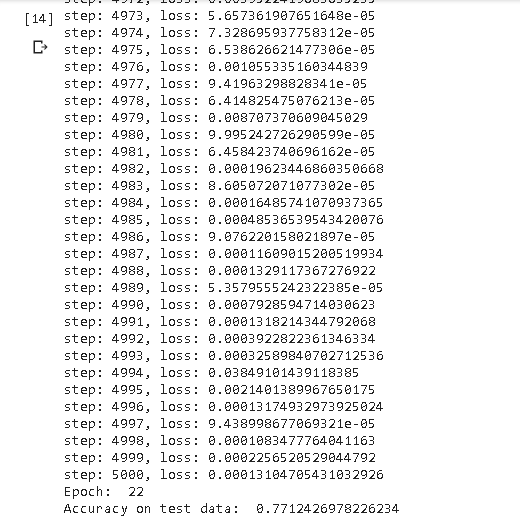 [14]
step: 4973, loss: 5.657361907651648e-05
step: 4974, loss: 7.328695937758312e-05
step: 4975, loss: 6.538626621477306e-05
step: 4976, loss: 0.001055335160344839
step: 4977, loss: 9.41963298828341e-05
step: 4978, loss: 6.414825475076213e-05
step: 4979, loss: 0.008707370609045029
step: 4980, loss: 9.995242726290599e-05
step: 4981, loss: 6.458423740696162e-05
step: 4982, loss: 0.00019623446860350668
step: 4983, loss: 8.605072071077302e-05
step: 4984, loss: 0.00016485741070937365
step: 4985, loss: 0.00048536539543420076
step: 4986, loss: 9.076220158021897e-05
step: 4987, loss: 0.00011609015200519934
step: 4988, loss: 0.0001329117367276922
step: 4989, loss: 5.3579555242322385e-05
step: 4990, loss: 0.0007928594714030623
step: 4991, loss: 0.0001318214344792068
step: 4992, loss: 0.0003922822361346334
step: 4993, loss: 0.00032589840702712536
step: 4994, loss: 0.03849101439118385
step: 4995, loss: 0.0021401389967650175
step: 4996, loss: 0.00013174932973925024
step: 4997, loss: 9.438998677069321e-05
step: 4998, loss: 0.0001083477764041163
step: 4999, loss: 0.0002256520529044792
step: 5000, loss: 0.00013104705431032926
Epoch:  22
Accuracy on test data:  0.7712426978226234